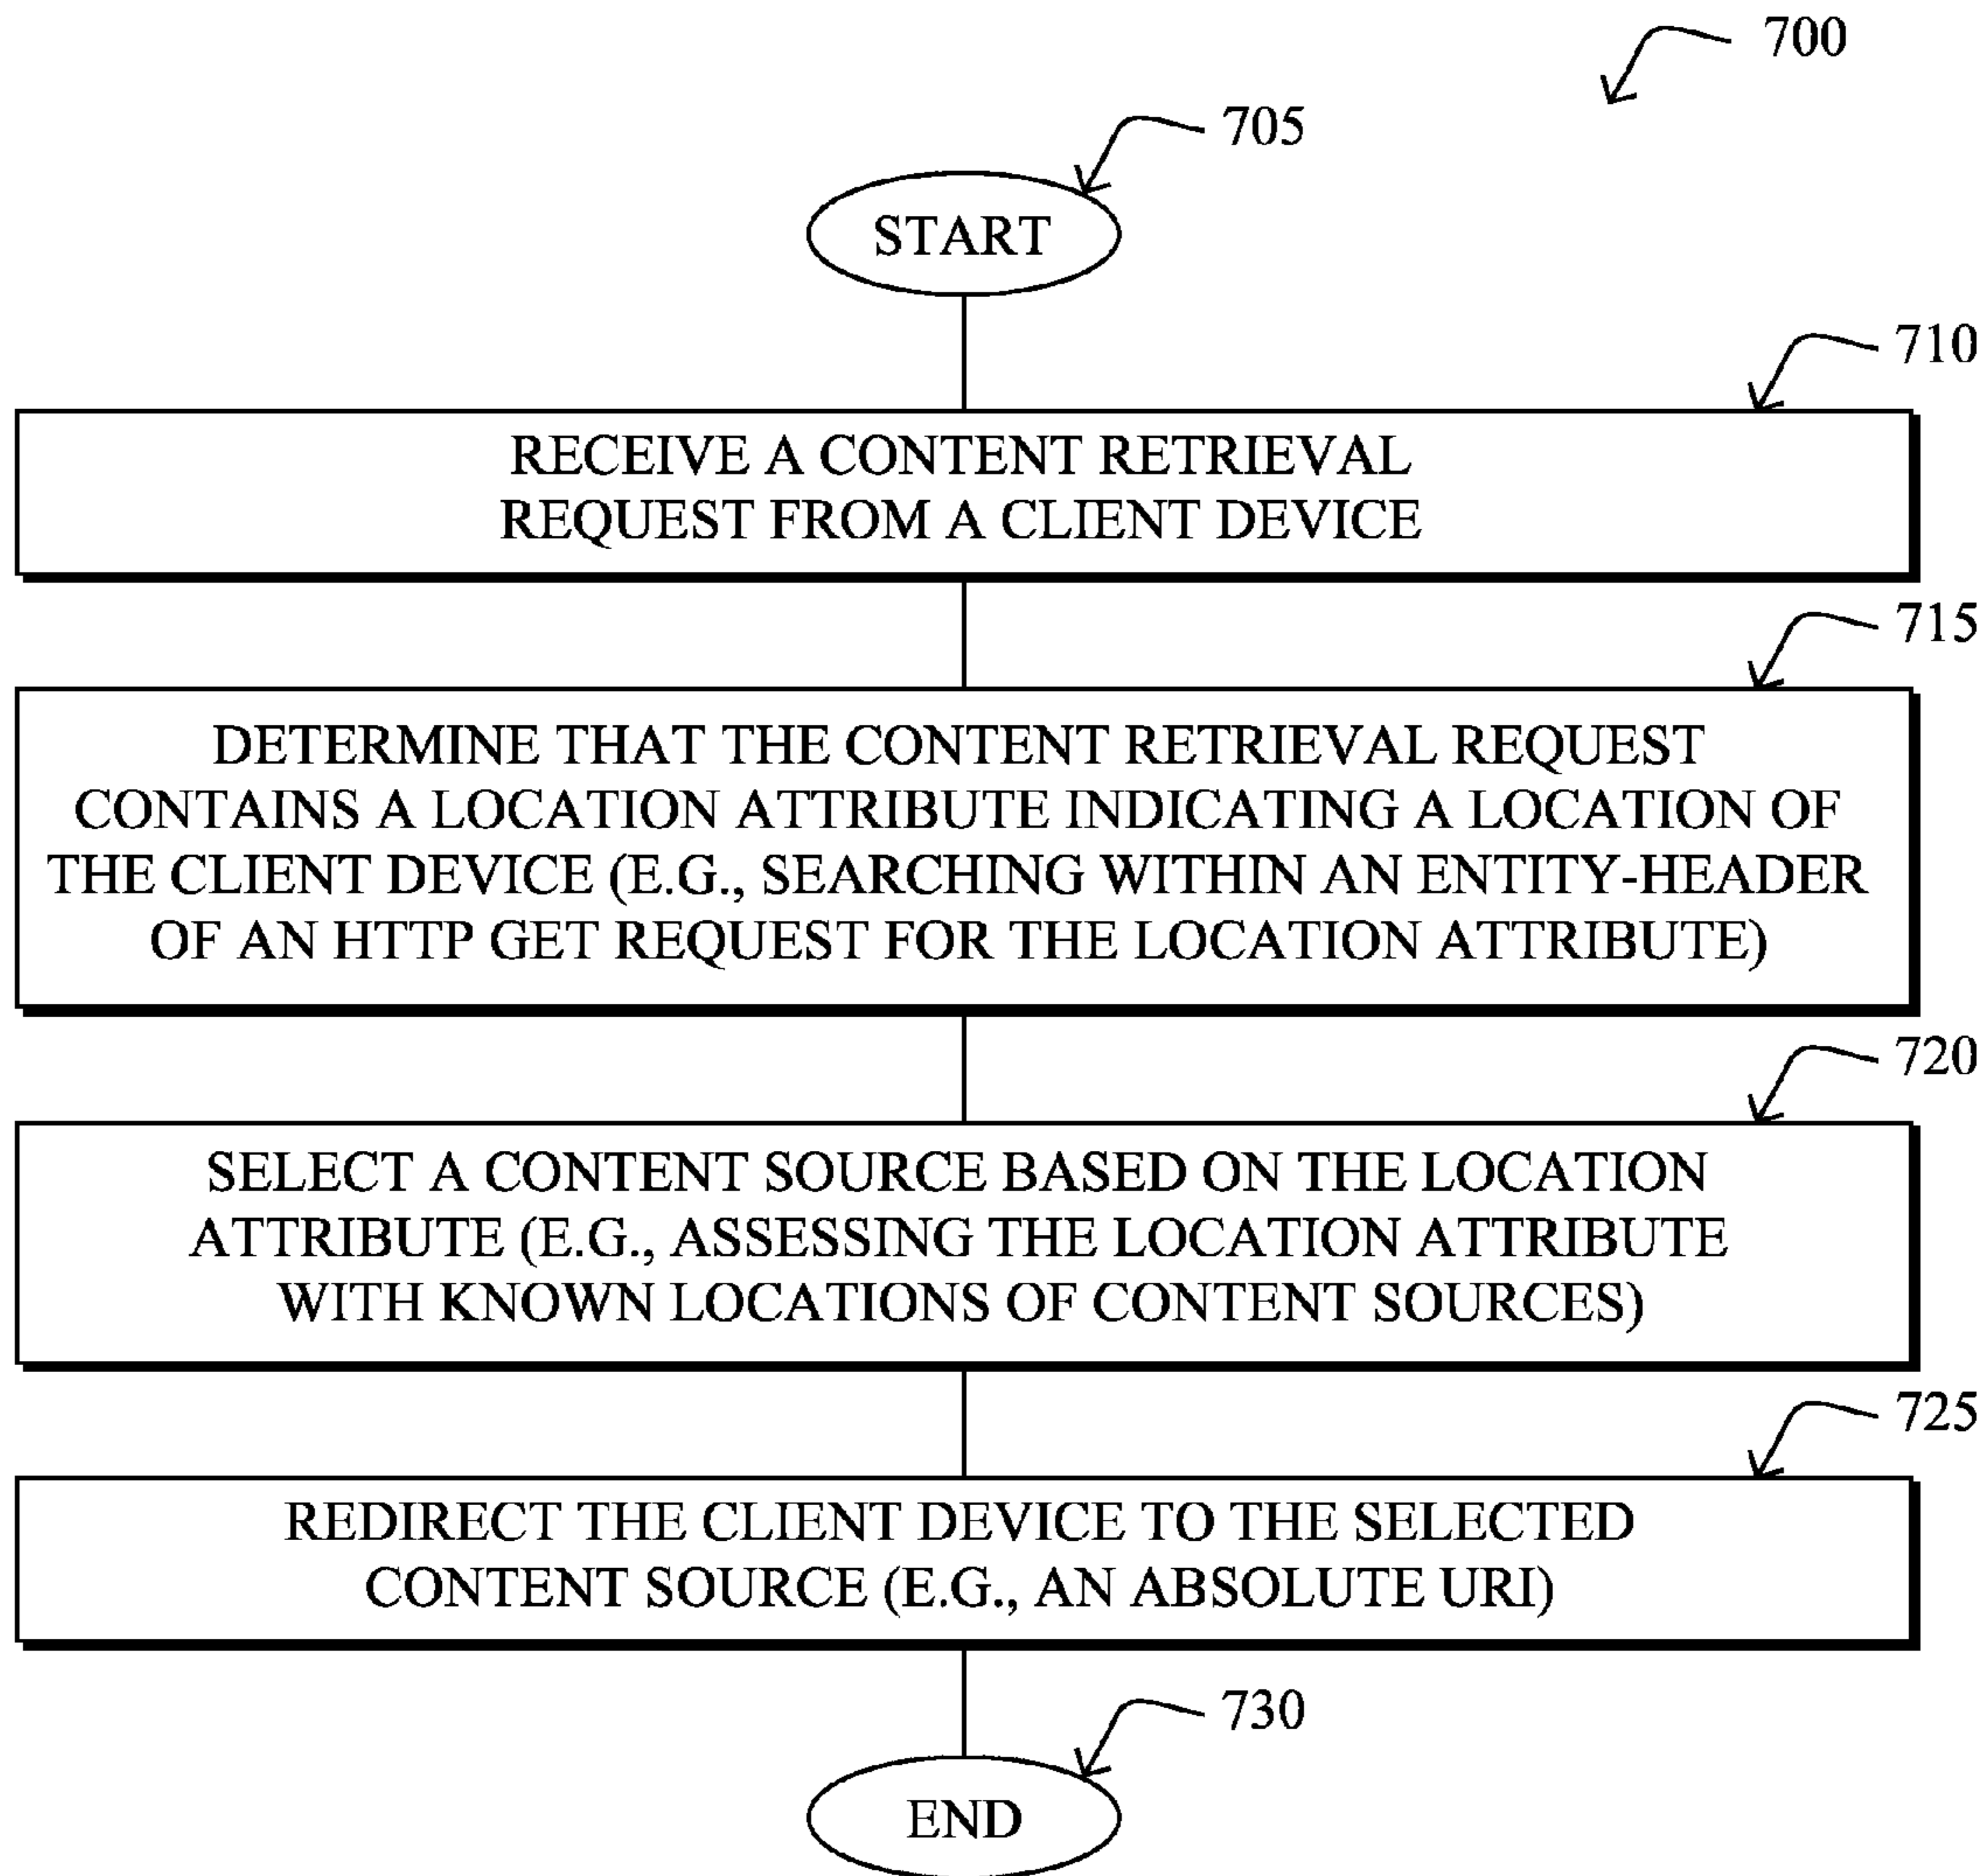 700
705
START
710
RECEIVE A CONTENT RETRIEVAL
REQUEST FROM A CLIENT DEVICE
715
DETERMINE THAT THE CONTENT RETRIEVAL REQUEST
CONTAINS A LOCATION ATTRIBUTE INDICATING A LOCATION OF
THE CLIENT DEVICE (E.G., SEARCHING WITHIN AN ENTITY-HEADER
OF AN HTTP GET REQUEST FOR THE LOCATION ATTRIBUTE)
720
SELECT A CONTENT SOURCE BASED ON THE LOCATION
ATTRIBUTE (E.G., ASSESSING THE LOCATION ATTRIBUTE
WITH KNOWN LOCATIONS OF CONTENT SOURCES)
725
REDIRECT THE CLIENT DEVICE TO THE SELECTED
CONTENT SOURCE (E.G., AN ABSOLUTE URI)
730
END